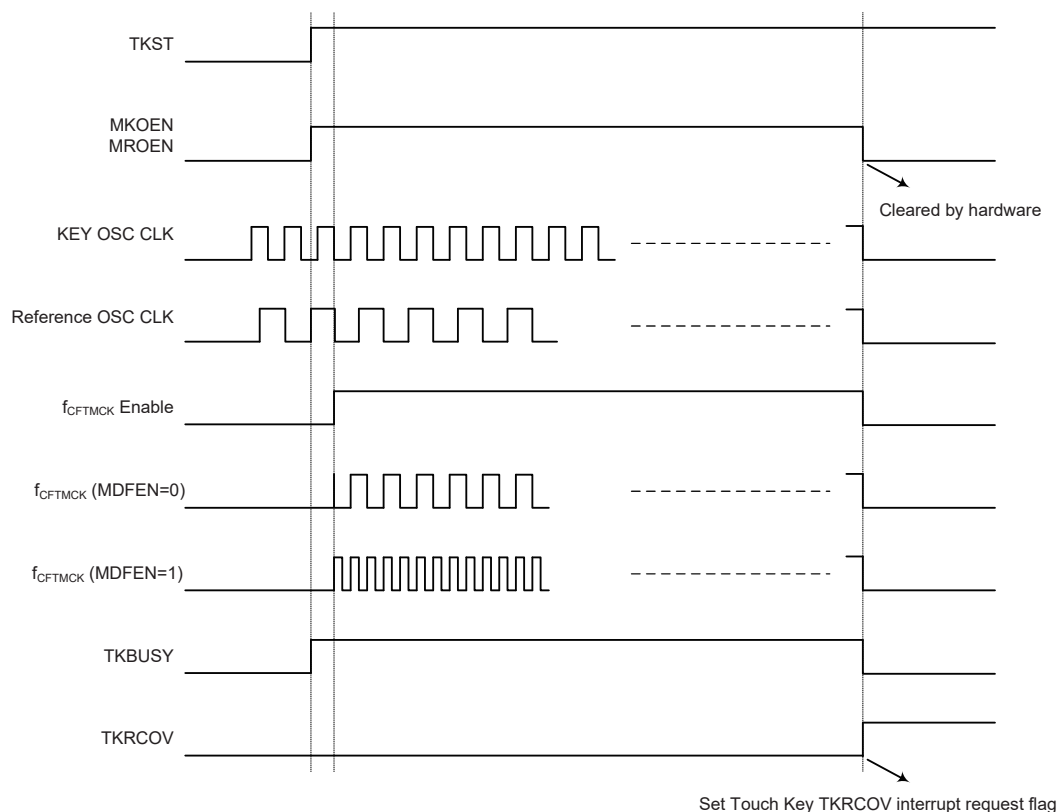 TKST
MKOEN
MROEN
Cleared by hardware
KEY OSC CLK
Reference OSC CLK
fCFTMCK Enable
fCFTMCK (MDFEN=0)
fCFTMCK (MDFEN=1)
TKBUSY
TKRCOV
Set Touch Key TKRCOV interrupt request flag